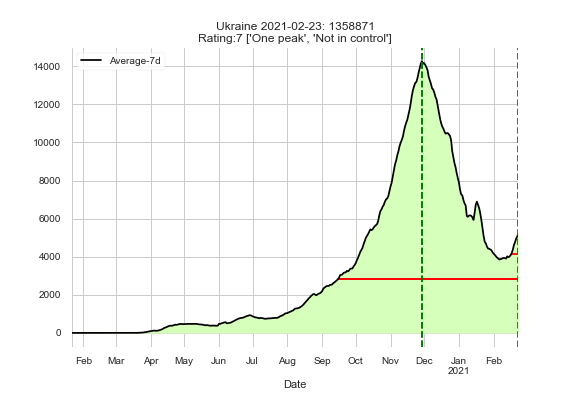 Ukraine 2021-02-23: 1358871
Rating:7 ['One peak', 'Not in control']
Average-7d
14000
12000
10000
8000
6000
4000
2000
0
Feb Mar Apr May Jun Jul Aug Sep Oct Nov Dec Jan Feb
2021
Date